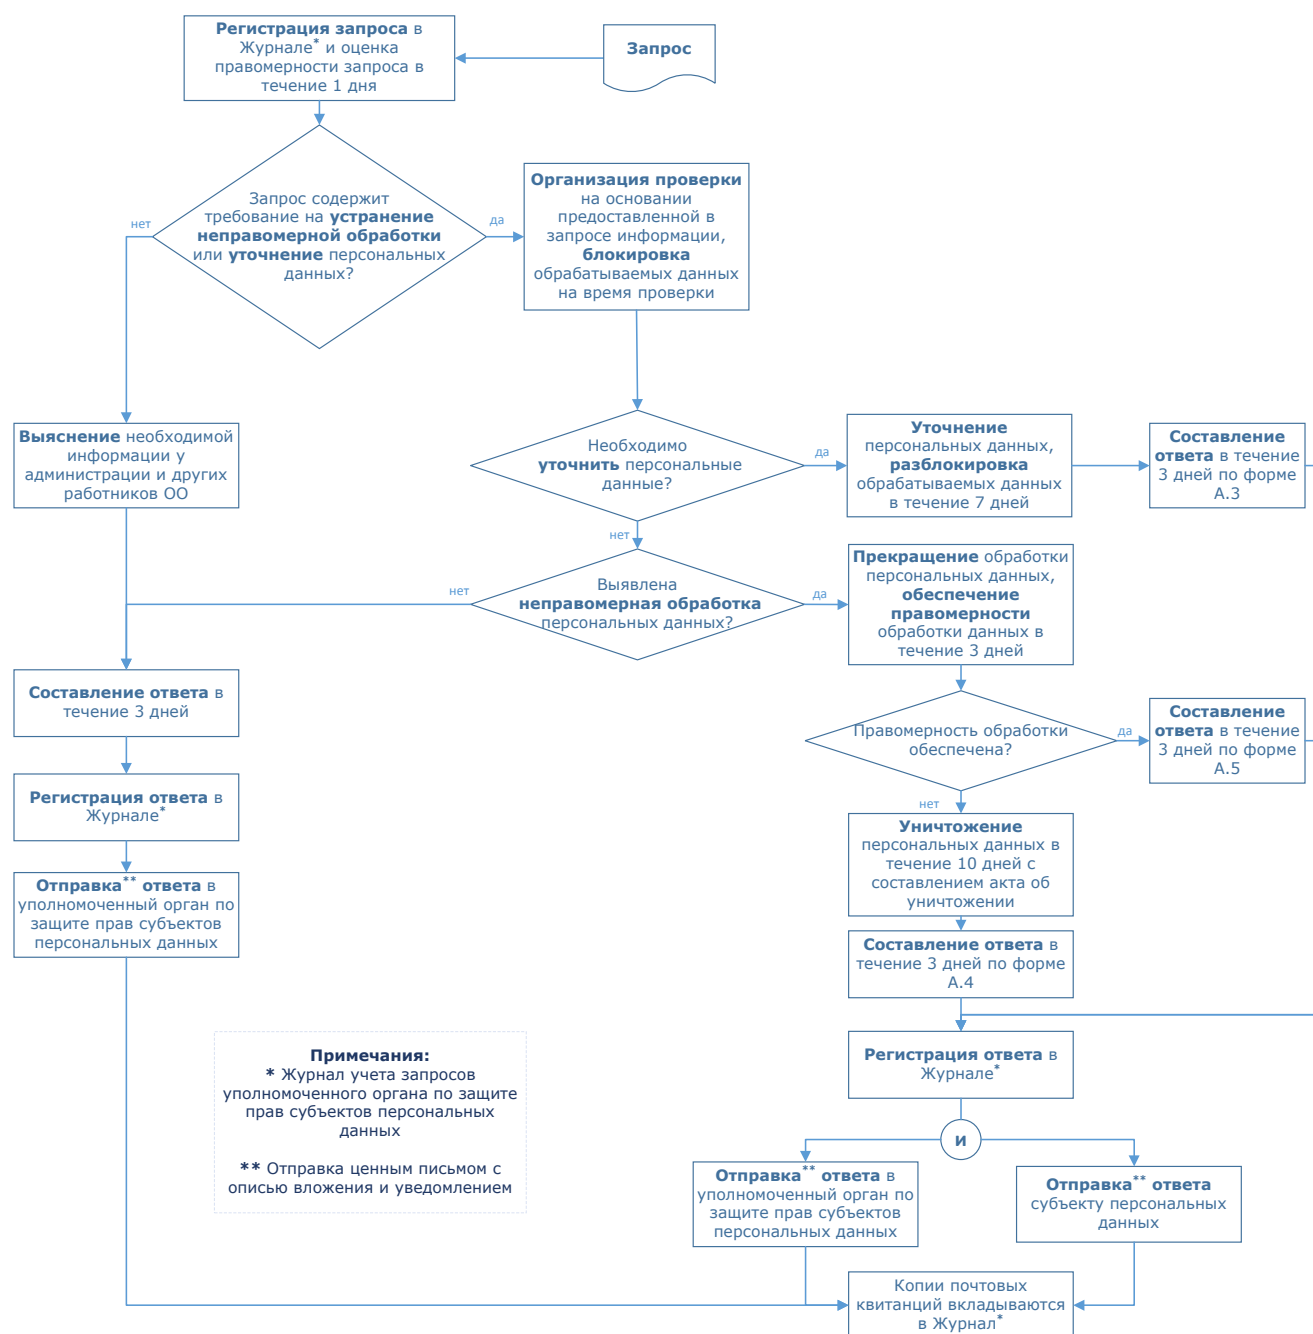 Регистрация запроса в
Журнале* и оценка
правомерности запроса в
течение 1 дня
Запрос
Запрос содержит
требование на устранение
неправомерной обработки
или уточнение персональных
данных?
нет
да
Организация проверки
на основании
предоставленной в
запросе информации,
блокировка
обрабатываемых данных
на время проверки
Выяснение необходимой
информации у
администрации и других
работников ОО
Необходимо
уточнить персональные
данные?
да
нет
Уточнение
персональных данных,
разблокировка
обрабатываемых данных
в течение 7 дней
Составление
ответа в течение
3 дней по форме
А.3
Выявлена
неправомерная обработка
персональных данных?
нет
да
Прекращение обработки
персональных данных,
обеспечение
правомерности
обработки данных в
течение 3 дней
Составление ответа в
течение 3 дней
Правомерность обработки
обеспечена?
да
нет
Составление
ответа в течение
3 дней по форме
А.5
Регистрация ответа в
Журнале*
Уничтожение
персональных данных в
течение 10 дней с
составлением акта об
уничтожении
Отправка** ответа в
уполномоченный орган по
защите прав субъектов
персональных данных
Составление ответа в
течение 3 дней по форме
А.4
Примечания:
* Журнал учета запросов
уполномоченного органа по защите
прав субъектов персональных
данных
** Отправка ценным письмом с
описью вложения и уведомлением
Регистрация ответа в
Журнале*
и
Отправка** ответа в
уполномоченный орган по
защите прав субъектов
персональных данных
Отправка** ответа
субъекту персональных
данных
Копии почтовых
квитанций вкладываются
в Журнал*